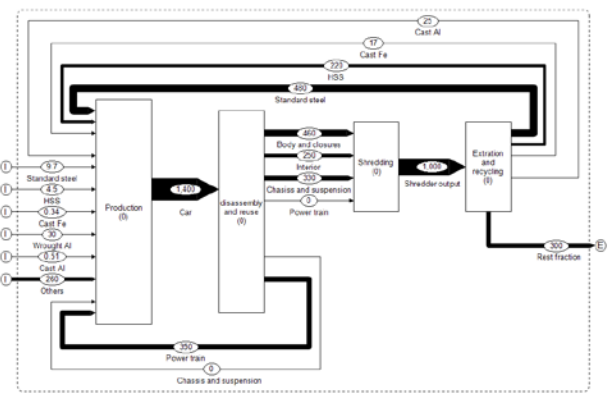 25
Cast Al
17
Cast Fe
220
HSS
480
Standard steel
I
9.7
Standard steel
I
4.5
HSS
I
0.34
Cast Fe
I
30
Wrought Al
I
0.51
Cast Al
I
260
Others
Production
(0)
1,400
Car
disassembly
and reuse
(0)
460
Body and closures
250
Interior
330
Chasiss and suspension
0
Power train
Shredding
(0)
1,000
Shredder output
Extration
and
recycling
(0)
300
Rest fraction
E
350
Power train
0
Chasiss and suspension